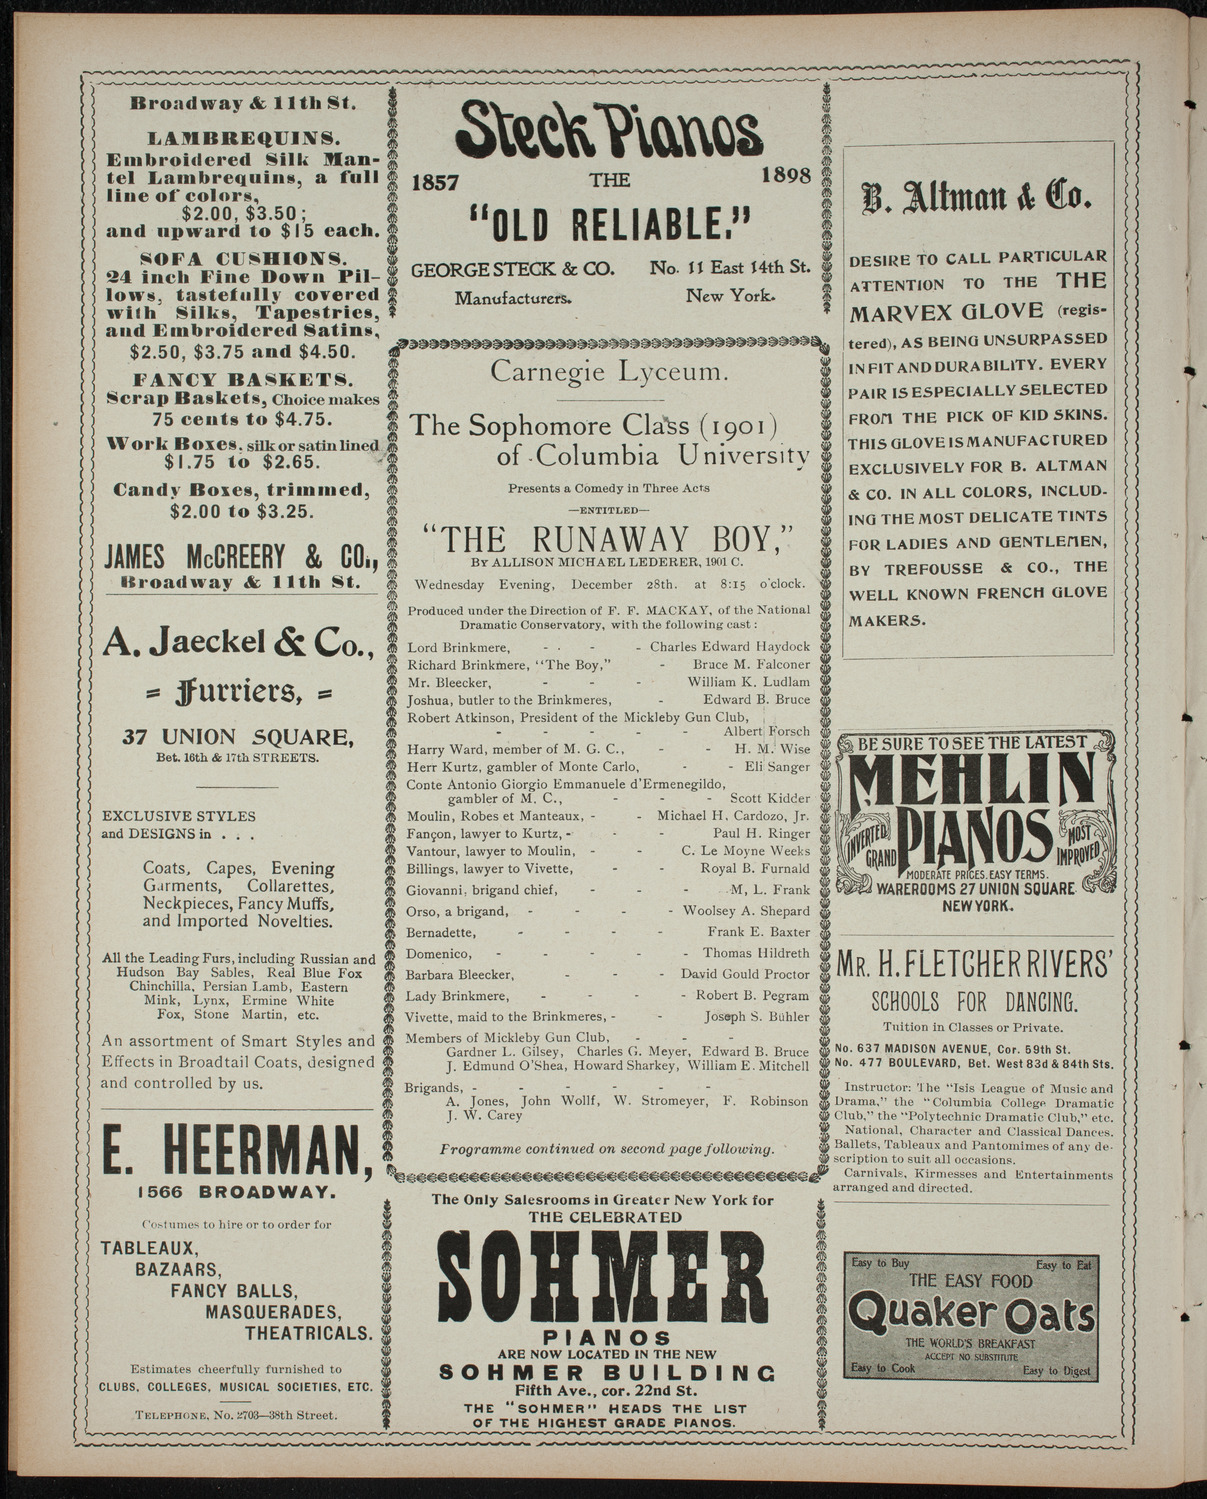 Broadway & 11th St.
LAMBREQUINS.
Embroidered Silk Man-
tel Lambrequins, a full
line of colors,
$2.00, $3.50;
and upward to $15 each.
SOFA CUSHIONS.
24 inch Fine Down Pil-
lows, tastefully covered
with Silks, Tapestries,
and Embroidered Satins,
$2.50, $3.75 and $4.50.
FANCY BASKETS.
Scrap Baskets, Choice makes
75 cents to $4.75.
Work Boxes, silk or satin lined
$1.75 to $2.65.
Candy Boxes, trimmed,
$2.00 to $3.25.
JAMES McCREERY & CO.,
Broadway & 11th St.
A. Jaeckel & Co.,
= Furriers, =
37 UNION SQUARE,
Bet. 16th & 17th STREETS.
EXCLUSIVE STYLES
and DESIGNS in . . .
Coats, Capes, Evening
Garments, Collarettes,
Neckpieces, Fancy Muffs,
and Imported Novelties.
All the Leading Furs, including Russian and
Hudson Bay Sables, Real Blue Fox
Chinchilla, Persian Lamb, Eastern
Mink, Lynx, Ermine White
Fox, Stone Martin, etc.
An assortment of Smart Styles and
Effects in Broadtail Coats, designed
and controlled by us.
E. HEERMAN,
1566 BROADWAY.
Costumes to hire or to order for
TABLEAUX,
BAZAARS,
FANCY BALLS,
MASQUERADES,
THEATRICALS.
Estimates cheerfully furnished to
CLUBS, COLLEGES, MUSICAL SOCIETIES, ETC.
TELEPHONE, No. 2703—38th Street.
Steck Pianos
1857 THE 1898
"OLD RELIABLE."
GEORGE STECK & CO. No. 11 East 14th St.
Manufacturers. New York.
Carnegie Lyceum.
The Sophomore Class (1901)
of Columbia University
Presents a Comedy in Three Acts
—ENTITLED—
"THE RUNAWAY BOY,"
BY ALLISON MICHAEL LEDERER, 1901 C.
Wednesday Evening, December 28th. at 8:15 o'clock.
Produced under the Direction of F. F. MACKAY, of the National
Dramatic Conservatory, with the following cast:
Lord Brinkmere, - - - Charles Edward Haydock
Richard Brinkmere, "The Boy," - Bruce M. Falconer
Mr. Bleecker, - - - William K. Ludlam
Joshua, butler to the Brinkmeres, - Edward B. Bruce
Robert Atkinson, President of the Mickleby Gun Club,
- - - - - - Albert Forsch
Harry Ward, member of M. G. C., - - H. M. Wise
Herr Kurtz, gambler of Monte Carlo, - - Eli Sanger
Conte Antonio Giorgio Emmanuele d'Ermenegildo,
gambler of M. C., - - - Scott Kidder
Moulin, Robes et Manteaux, - - Michael H. Cardozo, Jr.
Fançon, lawyer to Kurtz, - - - Paul H. Ringer
Vantour, lawyer to Moulin, - - C. Le Moyne Weeks
Billings, lawyer to Vivette, - - Royal B. Furnald
Giovanni, brigand chief, - - - M, L. Frank
Orso, a brigand, - - - - Woolsey A. Shepard
Bernadette, - - - - Frank E. Baxter
Domenico, - - - - - Thomas Hildreth
Barbara Bleecker, - - - David Gould Proctor
Lady Brinkmere, - - - - Robert B. Pegram
Vivette, maid to the Brinkmeres, - - Joseph S. Buhler
Members of Mickleby Gun Club, - - -
Gardner L. Gilsey, Charles G. Meyer, Edward B. Bruce
J. Edmund O'Shea, Howard Sharkey, William E. Mitchell
Brigands, - - - - - - -
A. Jones, John Wollf, W. Stromeyer, F. Robinson
J. W. Carey
Programme continued on second page following.
The Only Salesrooms in Greater New York for
THE CELEBRATED
SOHMER
PIANOS
ARE NOW LOCATED IN THE NEW
SOHMER BUILDING
Fifth Ave., cor. 22nd St.
THE "SOHMER" HEADS THE LIST
OF THE HIGHEST GRADE PIANOS.
B. Altman & Co.
DESIRE TO CALL PARTICULAR
ATTENTION TO THE THE
MARVEX GLOVE (regis-
tered), AS BEING UNSURPASSED
IN FIT AND DURABILITY. EVERY
PAIR IS ESPECIALLY SELECTED
FROM THE PICK OF KID SKINS.
THIS GLOVE IS MANUFACTURED
EXCLUSIVELY FOR B. ALTMAN
& CO. IN ALL COLORS, INCLUD-
ING THE MOST DELICATE TINTS
FOR LADIES AND GENTLEMEN,
BY TREFOUSSE & CO., THE
WELL KNOWN FRENCH GLOVE
MAKERS.
BE SURE TO SEE THE LATEST
MEHLIN
INVERTED GRAND PIANOS MOST IMPROVED
MODERATE PRICES. EASY TERMS.
WAREROOMS 27 UNION SQUARE
NEW YORK.
MR. H. FLETCHER RIVERS'
SCHOOLS FOR DANCING.
Tuition in Classes or Private.
No. 637 MADISON AVENUE, Cor. 59th St.
No. 477 BOULEVARD, Bet. West 83d & 84th Sts.
Instructor: The "Isis League of Music and
Drama," the "Columbia College Dramatic
Club," the "Polytechnic Dramatic Club," etc.
National, Character and Classical Dances.
Ballets, Tableaux and Pantomimes of any de-
scription to suit all occasions.
Carnivals, Kirmesses and Entertainments
arranged and directed.
Easy to Buy Easy to Eat
THE EASY FOOD
Quaker Oats
THE WORLD'S BREAKFAST
ACCEPT NO SUBSTITUTE
Easy to Cook Easy to Digest